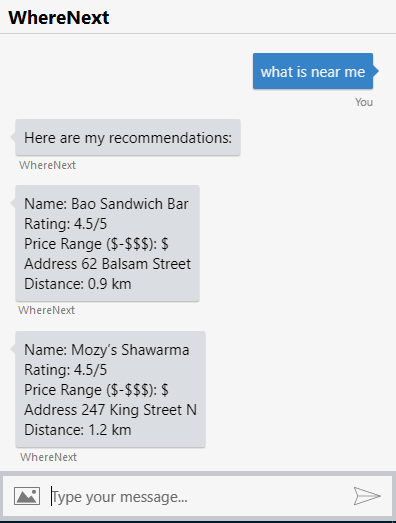 WhereNext
what is near me
You
Here are my recommendations:
WhereNext
Name: Bao Sandwich Bar
Rating: 4.5/5
Price Range ($-$$$): $
Address 62 Balsam Street
Distance: 0.9 km
WhereNext
Name: Mozy's Shawarma
Rating: 4.5/5
Price Range ($-$$$): $
Address 247 King Street N
Distance: 1.2 km
WhereNext
Type your message...